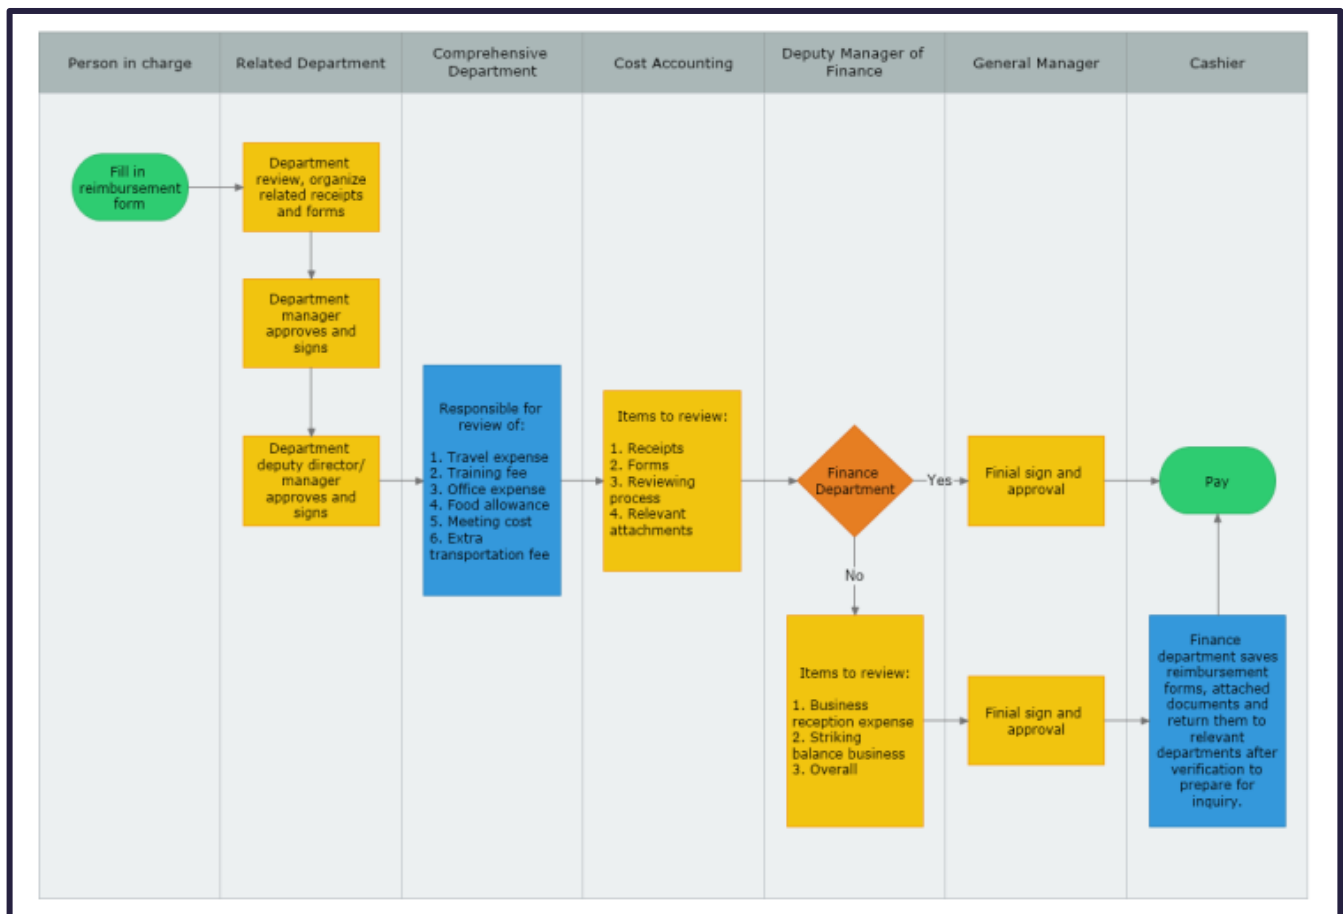 Person in charge
Related Department
Comprehensive
Department
Cost Accounting
Deputy Manager of
Finance
General Manager
Cashier
Fill in
reimbursement
form
Department
review, organize
related receipts
and forms
Department
manager
approves and
signs
Department
deputy director/
manager
approves and
signs
Responsible for
review of:
1. Travel expense
2. Training fee
3. Office expense
4. Food allowance
5. Meeting cost
6. Extra
transportation fee
Items to review:
1. Receipts
2. Forms
3. Reviewing
process
4. Relevant
attachments
Finance
Department
Yes
Finial sign and
approval
Pay
No
Items to review:
1. Business
reception expense
2. Striking
balance business
3. Overall
Finial sign and
approval
Finance
department saves
reimbursement
forms, attached
documents and
return them to
relevant
departments after
verification to
prepare for
inquiry.